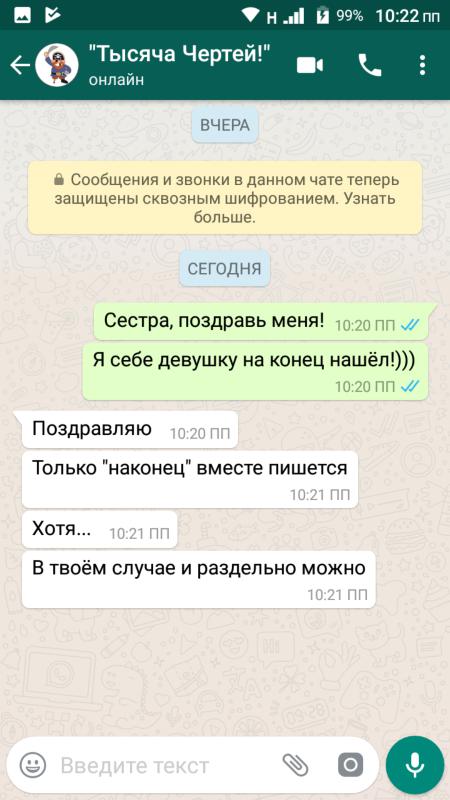 H 99% 10:22 пп
"Тысяча Чертей!"
онлайн
ВЧЕРА
Сообщения и звонки в данном чате теперь
защищены сквозным шифрованием. Узнать
больше.
СЕГОДНЯ
Сестра, поздравь меня! 10:20 ПП
Я себе девушку на конец нашёл!)))
10:20 ПП
Поздравляю 10:20 ПП
Только "наконец" вместе пишется
10:21 ПП
Хотя... 10:21 ПП
В твоём случае и раздельно можно
10:21 ПП
Введите текст